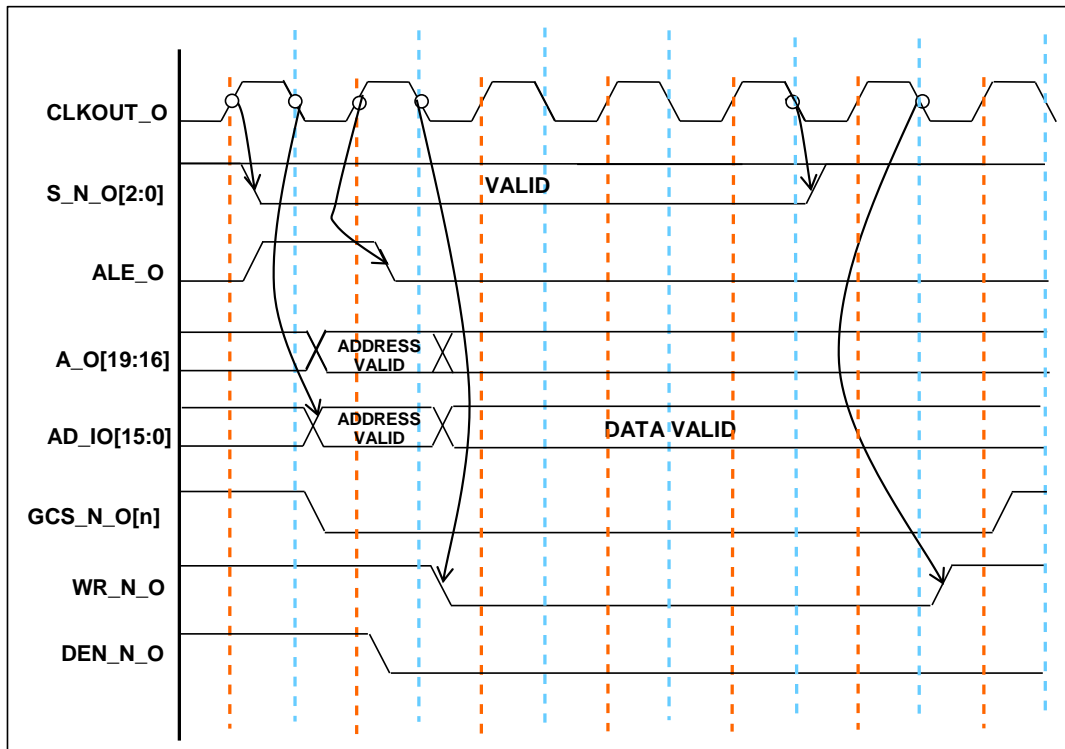 CLKOUT_O
S_N_O[2:0]
VALID
ALE_O
A_O[19:16]
ADDRESS
VALID
AD_IO[15:0]
ADDRESS
VALID
DATA VALID
GCS_N_O[n]
WR_N_O
DEN_N_O